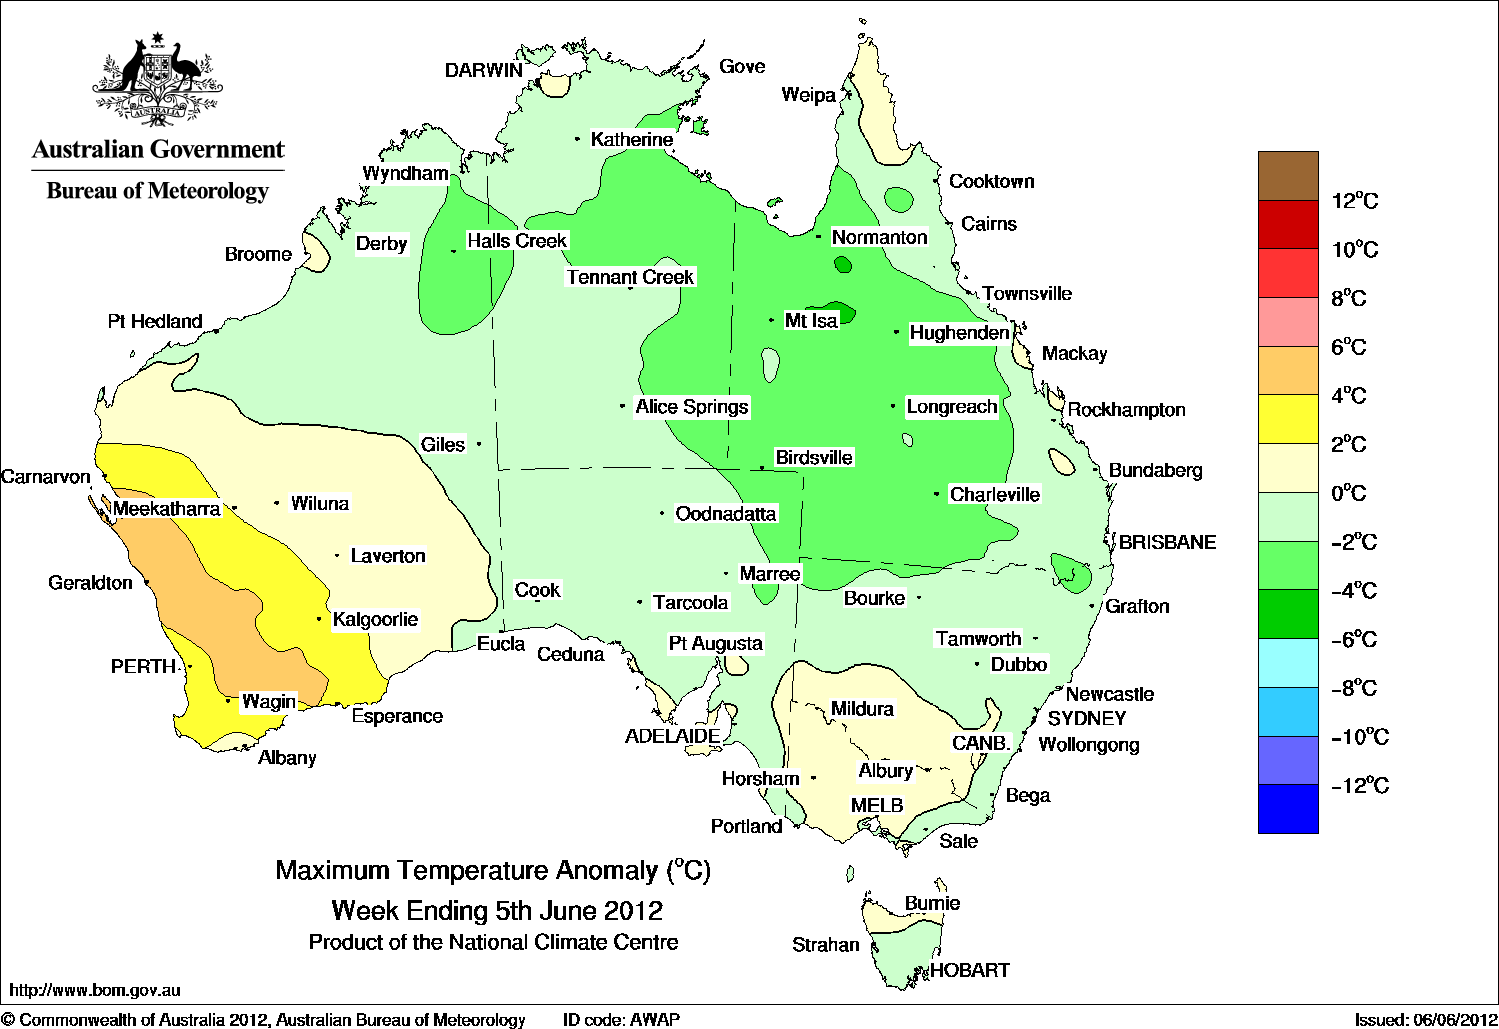 AUSTRALIA
Australian Government
Bureau of Meteorology
DARWIN
Gove
Weipa
Katherine
Wyndham
Cooktown
Cairns
Derby
Halls Creek
Normanton
Broome
Tennant Creek
Townsville
Pt Hedland
Mt Isa
Hughenden
Mackay
Alice Springs
Longreach
Rockhampton
Giles
Birdsville
Bundaberg
Carnarvon
Meekatharra
Wiluna
Charleville
Oodnadatta
Laverton
BRISBANE
Geraldton
Cook
Marree
Tarcoola
Bourke
Grafton
Kalgoorlie
Eucla
Ceduna
Pt Augusta
Tamworth
Dubbo
PERTH
Wagin
Esperance
Albany
Mildura
Newcastle
SYDNEY
ADELAIDE
CANB.
Wollongong
Horsham
Albury
Bega
MELB
Portland
Sale
Burnie
Strahan
HOBART
12°C
10°C
8°C
6°C
4°C
2°C
0°C
-2°C
-4°C
-6°C
-8°C
-10°C
-12°C
Maximum Temperature Anomaly (°C)
Week Ending 5th June 2012
Product of the National Climate Centre
http://www.bom.gov.au
© Commonwealth of Australia 2012, Australian Bureau of Meteorology ID code: AWAP Issued: 06/06/2012